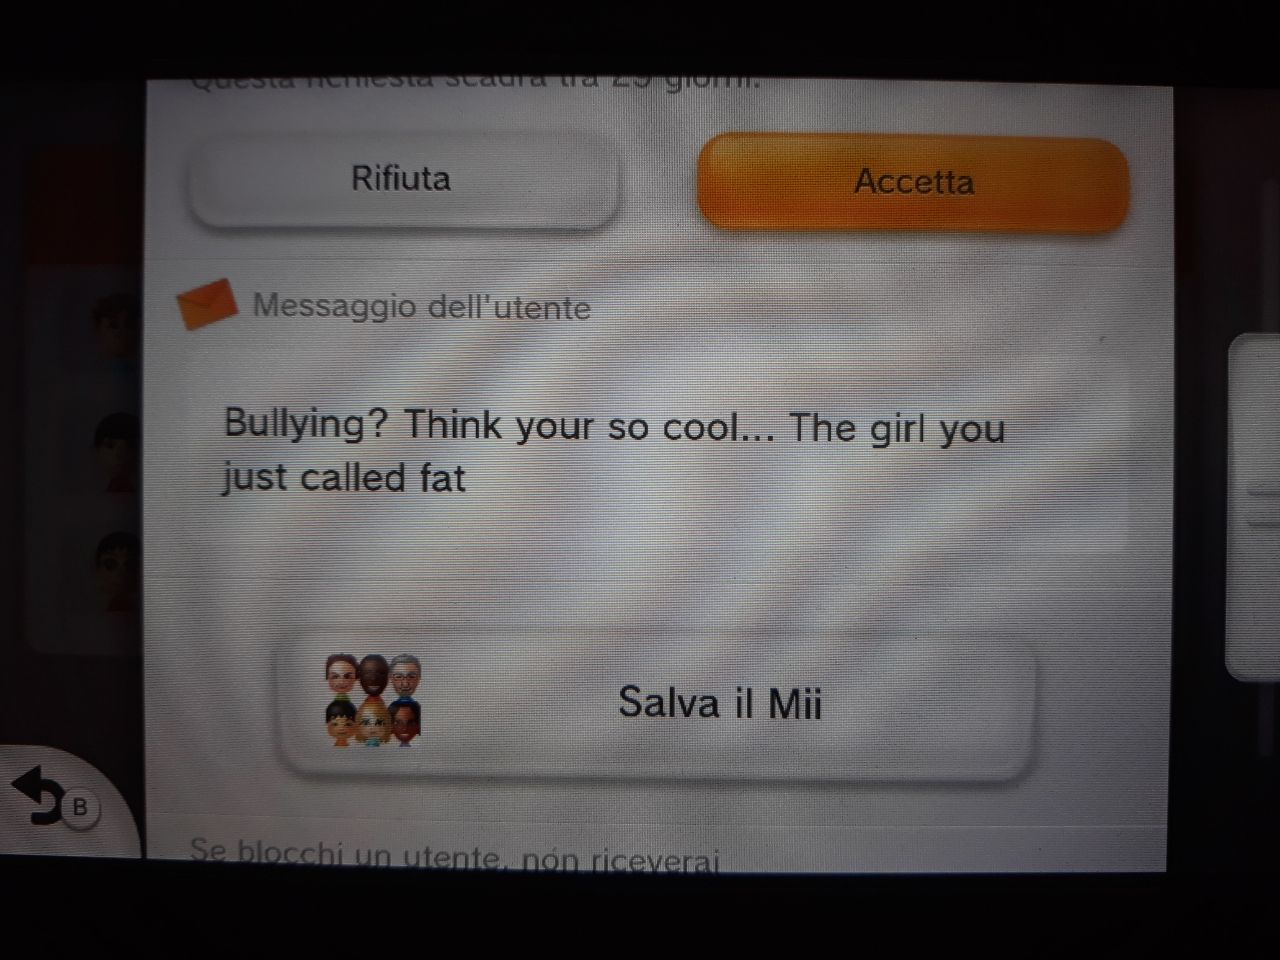 Questa richiesta scadrà tra 29 giorni.
Rifiuta
Accetta
Messaggio dell'utente
Bullying? Think your so cool... The girl you
just called fat
Salva il Mii
B
Se blocchi un utente, non riceverai